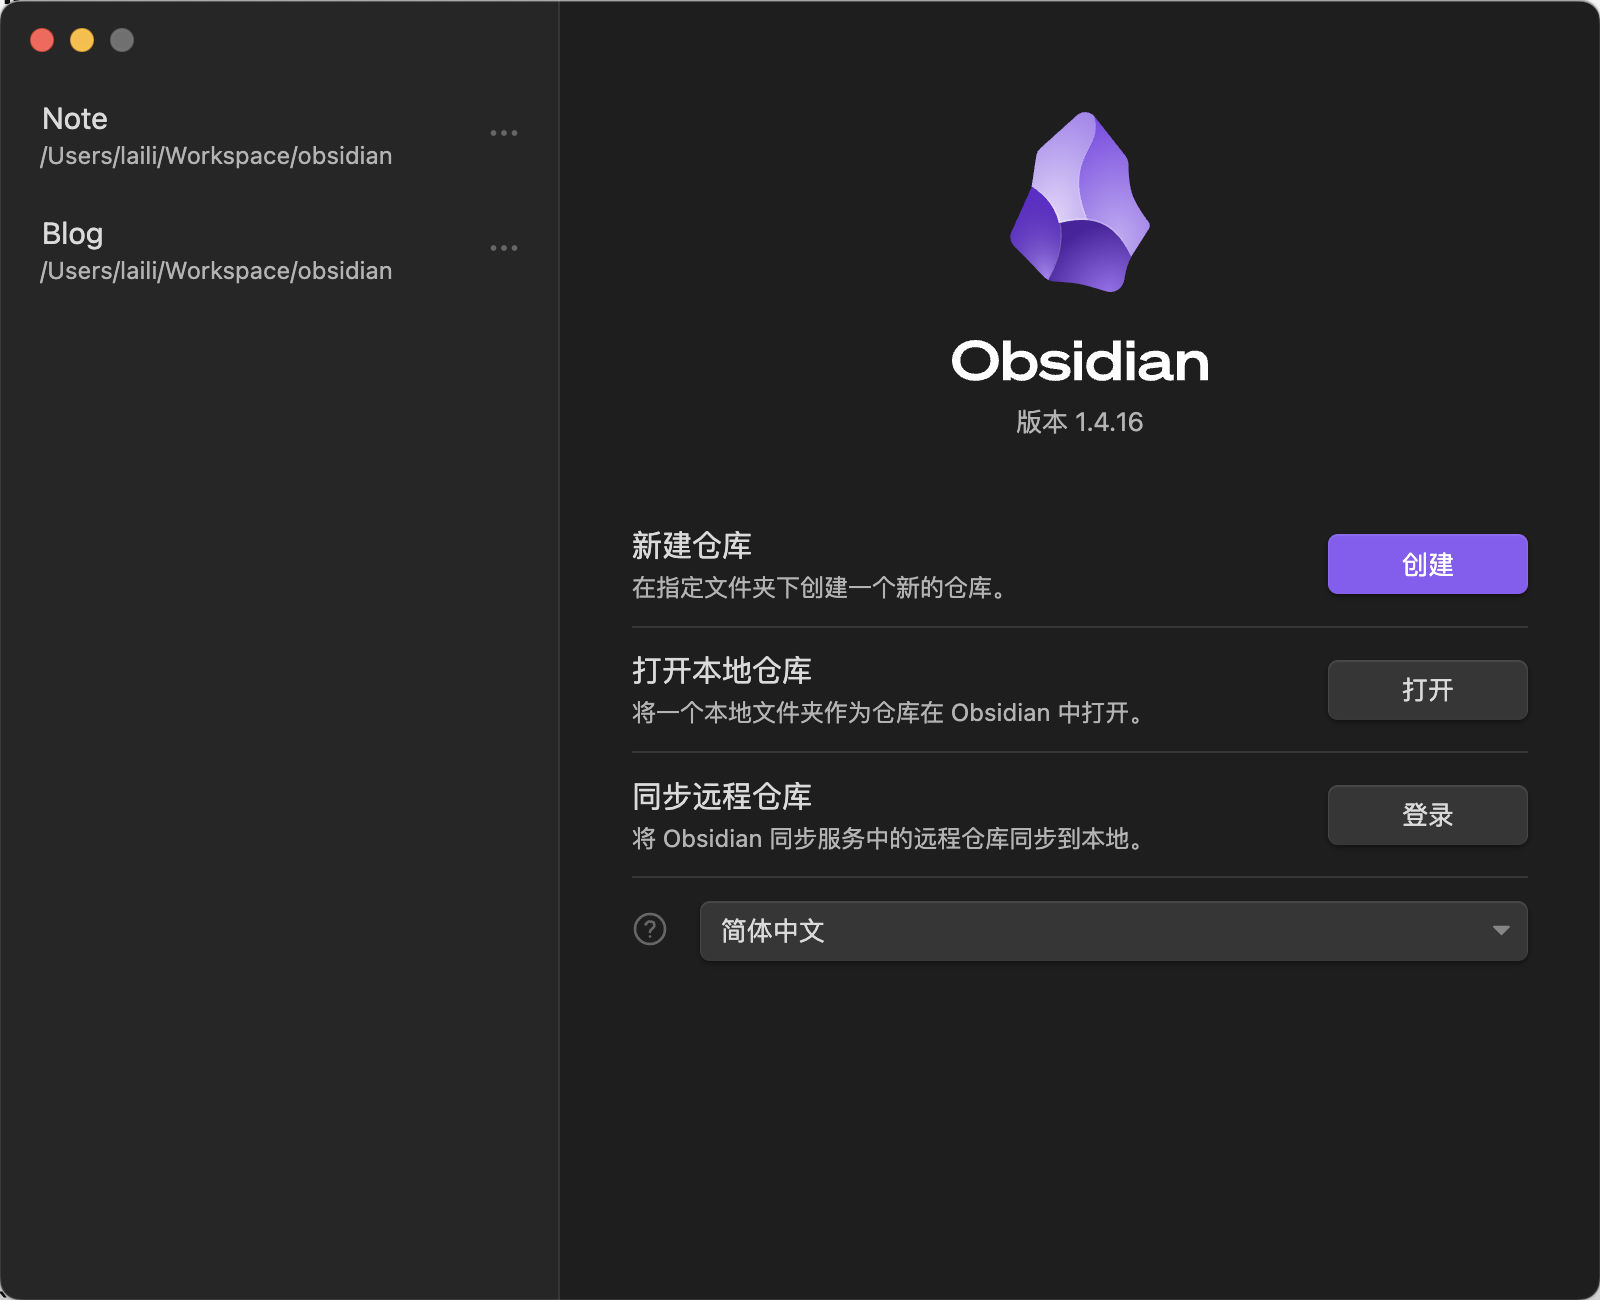 Note
/Users/laili/Workspace/obsidian
Blog
/Users/laili/Workspace/obsidian
Obsidian
版本 1.4.16
新建仓库
在指定文件夹下创建一个新的仓库。
创建
打开本地仓库
将一个本地文件夹作为仓库在 Obsidian 中打开。
打开
同步远程仓库
将 Obsidian 同步服务中的远程仓库同步到本地。
登录
简体中文